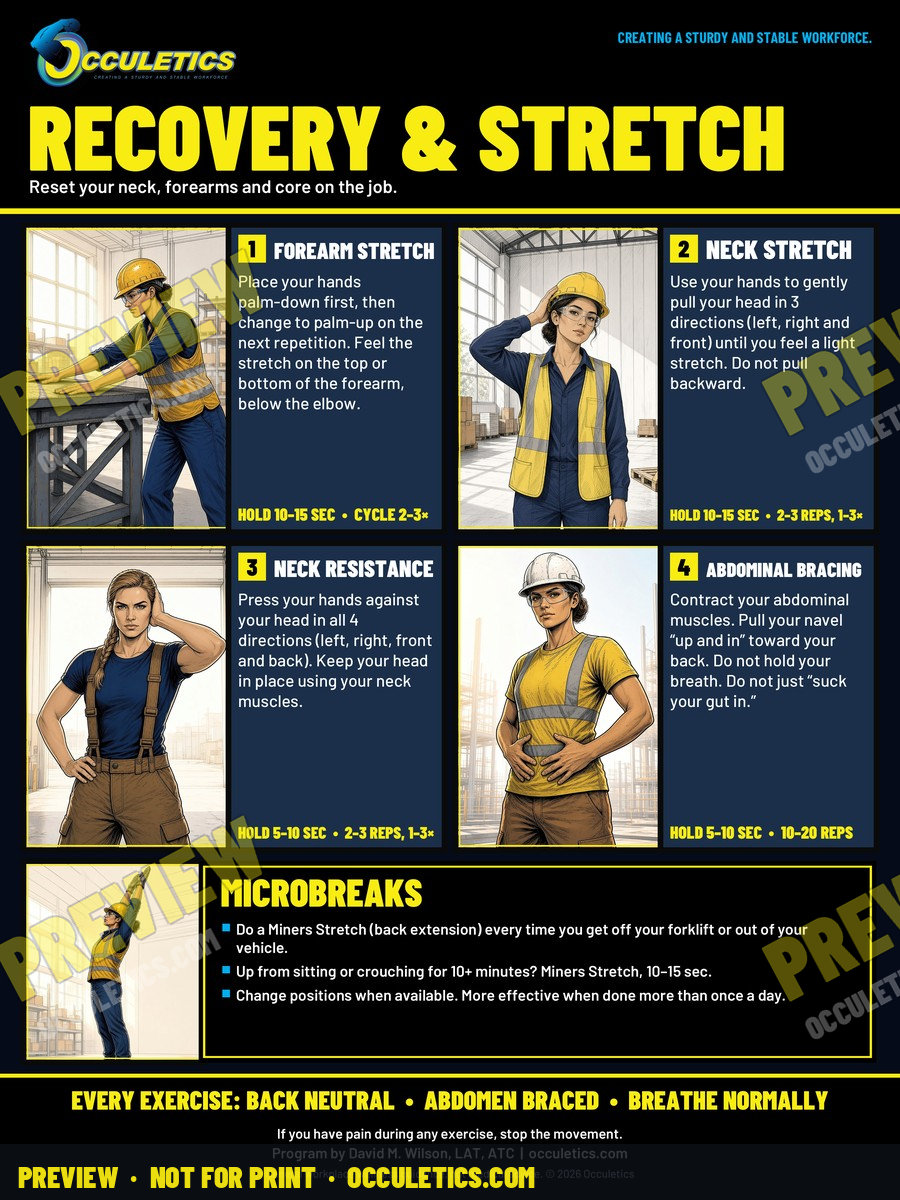 OCCULETICS
CREATING A STURDY AND STABLE WORKFORCE
CREATING A STURDY AND STABLE WORKFORCE.
RECOVERY & STRETCH
Reset your neck, forearms and core on the job.
1 FOREARM STRETCH
Place your hands
palm-down first, then
change to palm-up on the
next repetition. Feel the
stretch on the top or
bottom of the forearm,
below the elbow.
HOLD 10–15 SEC • CYCLE 2–3×
2 NECK STRETCH
Use your hands to gently
pull your head in 3
directions (left, right and
front) until you feel a light
stretch. Do not pull
backward.
HOLD 10–15 SEC • 2–3 REPS, 1–3×
3 NECK RESISTANCE
Press your hands against
your head in all 4
directions (left, right, front
and back). Keep your head
in place using your neck
muscles.
HOLD 5–10 SEC • 2–3 REPS, 1–3×
4 ABDOMINAL BRACING
Contract your abdominal
muscles. Pull your navel
“up and in” toward your
back. Do not hold your
breath. Do not just “suck
your gut in.”
HOLD 5–10 SEC • 10–20 REPS
PREVIEW
OCCULETICS.COM
PREVIEW
OCCULETICS.COM
MICROBREAKS
Do a Miners Stretch (back extension) every time you get off your forklift or out of your
vehicle.
Up from sitting or crouching for 10+ minutes? Miners Stretch, 10–15 sec.
Change positions when available. More effective when done more than once a day.
EVERY EXERCISE: BACK NEUTRAL • ABDOMEN BRACED • BREATHE NORMALLY
If you have pain during any exercise, stop the movement.
Program by David M. Wilson, LAT, ATC | occuletics.com
© 2026 Occuletics
PREVIEW · NOT FOR PRINT · OCCULETICS.COM